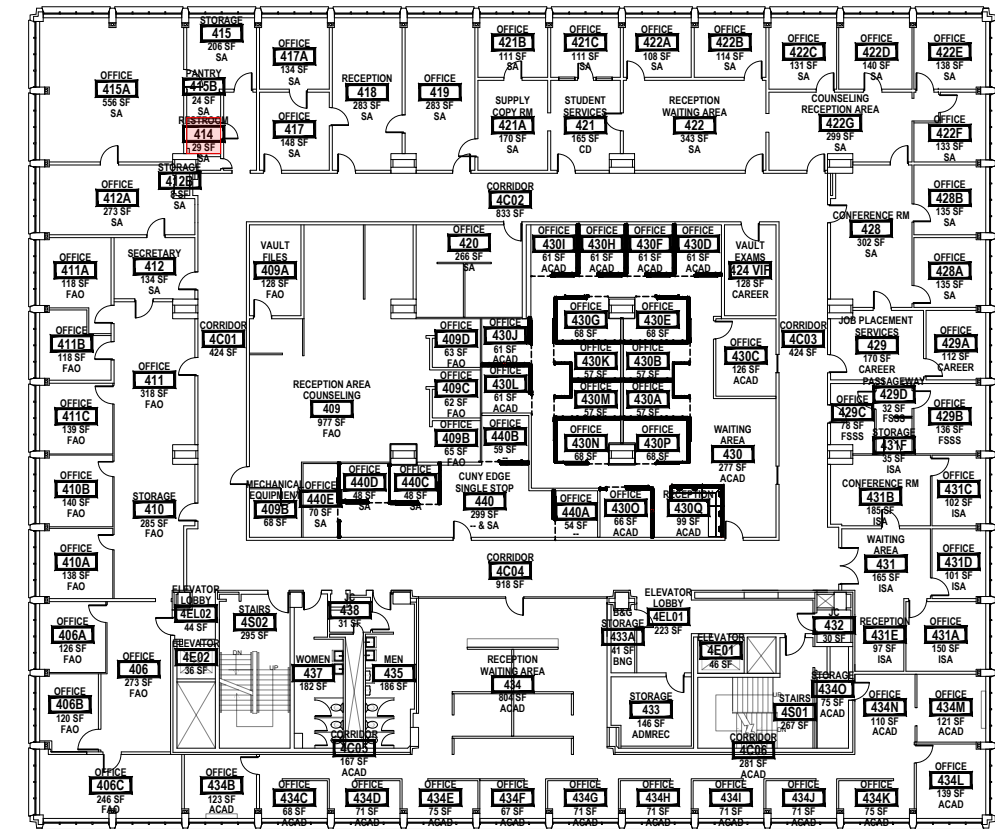 STORAGE
415
206 SF
SA
OFFICE
415A
556 SF
SA
PANTRY
415B
24 SF
SA
RESTROOM
414
29 SF
SA
OFFICE
417A
134 SF
SA
OFFICE
417
148 SF
SA
RECEPTION
418
283 SF
SA
OFFICE
419
283 SF
SA
OFFICE
421B
111 SF
SA
OFFICE
421C
111 SF
SA
OFFICE
422A
108 SF
SA
OFFICE
422B
114 SF
SA
OFFICE
422C
131 SF
SA
OFFICE
422D
140 SF
SA
OFFICE
422E
138 SF
SA
SUPPLY
COPY RM
421A
170 SF
SA
STUDENT
SERVICES
421
165 SF
CD
RECEPTION
WAITING AREA
422
343 SF
SA
COUNSELING
RECEPTION AREA
422G
299 SF
SA
OFFICE
422F
133 SF
SA
STORAGE
412B
SF
SA
OFFICE
412A
273 SF
SA
CORRIDOR
4C02
833 SF
OFFICE
428B
135 SF
SA
CONFERENCE RM
428
302 SF
SA
OFFICE
428A
135 SF
SA
OFFICE
411A
118 SF
FAO
SECRETARY
412
134 SF
SA
VAULT
FILES
409A
128 SF
FAO
OFFICE
420
266 SF
SA
OFFICE
430I
61 SF
ACAD
OFFICE
430H
61 SF
ACAD
OFFICE
430F
61 SF
ACAD
OFFICE
430D
61 SF
ACAD
VAULT
EXAMS
424 VIF
128 SF
CAREER
OFFICE
411B
118 SF
FAO
CORRIDOR
4C01
424 SF
OFFICE
409D
63 SF
FAO
OFFICE
430J
61 SF
ACAD
OFFICE
430G
68 SF
OFFICE
430E
68 SF
OFFICE
430K
57 SF
OFFICE
430B
57 SF
OFFICE
430C
126 SF
ACAD
CORRIDOR
4C03
424 SF
JOB PLACEMENT
SERVICES
429
170 SF
CAREER
OFFICE
429A
112 SF
CAREER
OFFICE
411
318 SF
FAO
OFFICE
411C
139 SF
FAO
RECEPTION AREA
COUNSELING
409
977 SF
FAO
OFFICE
409C
62 SF
FAO
OFFICE
430L
61 SF
ACAD
OFFICE
430M
57 SF
OFFICE
430A
57 SF
PASSAGEWAY
429D
32 SF
FSSS
OFFICE
429C
78 SF
FSSS
OFFICE
429B
136 SF
FSSS
OFFICE
409B
65 SF
FAO
OFFICE
440B
59 SF
--
OFFICE
430N
68 SF
OFFICE
430P
68 SF
WAITING
AREA
430
277 SF
ACAD
STORAGE
431F
35 SF
ISA
OFFICE
410B
140 SF
FAO
STORAGE
410
285 SF
FAO
MECHANICAL
EQUIPMENT
409B
68 SF
OFFICE
440E
70 SF
SA
OFFICE
440D
48 SF
SA
OFFICE
440C
48 SF
SA
CUNY EDGE
SINGLE STOP
440
299 SF
-- & SA
OFFICE
440A
54 SF
--
OFFICE
430O
66 SF
ACAD
RECEPTION
430Q
99 SF
ACAD
CONFERENCE RM
431B
185 SF
ISA
OFFICE
431C
102 SF
ISA
OFFICE
410A
138 SF
FAO
CORRIDOR
4C04
918 SF
WAITING
AREA
431
165 SF
ISA
OFFICE
431D
101 SF
ISA
ELEVATOR
LOBBY
4EL02
44 SF
STAIRS
4S02
295 SF
JC
438
31 SF
B&G
STORAGE
433A
41 SF
BNG
ELEVATOR
LOBBY
4EL01
223 SF
JC
432
30 SF
OFFICE
406A
126 SF
FAO
OFFICE
406
273 SF
FAO
ELEVATOR
4E02
36 SF
DN
UP
WOMEN
437
182 SF
MEN
435
186 SF
RECEPTION
WAITING AREA
434
804 SF
ACAD
ELEVATOR
4E01
46 SF
RECEPTION
431E
97 SF
ISA
OFFICE
431A
150 SF
ISA
OFFICE
406B
120 SF
FAO
STORAGE
433
146 SF
ADMREC
UP
DN
STAIRS
4S01
267 SF
STORAGE
434O
75 SF
ACAD
OFFICE
434N
110 SF
ACAD
OFFICE
434M
121 SF
ACAD
CORRIDOR
4C05
167 SF
ACAD
CORRIDOR
4C06
281 SF
ACAD
OFFICE
406C
246 SF
FAO
OFFICE
434B
123 SF
ACAD
OFFICE
434C
68 SF
ACAD
OFFICE
434D
71 SF
ACAD
OFFICE
434E
75 SF
ACAD
OFFICE
434F
67 SF
ACAD
OFFICE
434G
71 SF
ACAD
OFFICE
434H
71 SF
ACAD
OFFICE
434I
71 SF
ACAD
OFFICE
434J
71 SF
ACAD
OFFICE
434K
75 SF
ACAD
OFFICE
434L
139 SF
ACAD